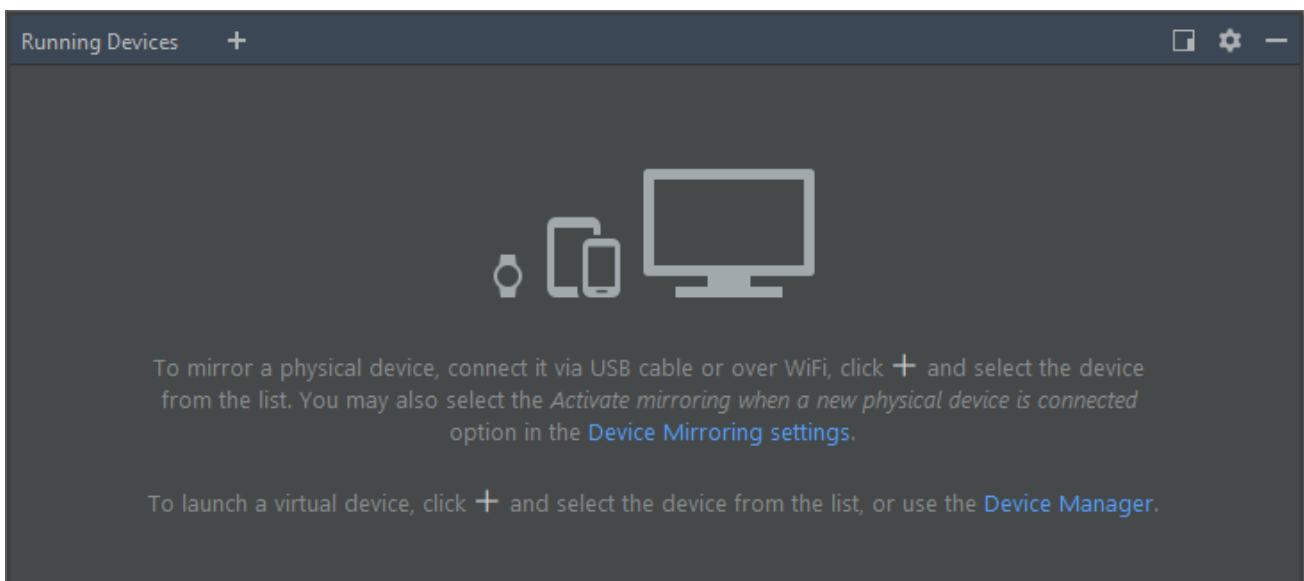 Running Devices +
To mirror a physical device, connect it via USB cable or over WiFi, click + and select the device
from the list. You may also select the Activate mirroring when a new physical device is connected
option in the Device Mirroring settings.
To launch a virtual device, click + and select the device from the list, or use the Device Manager.